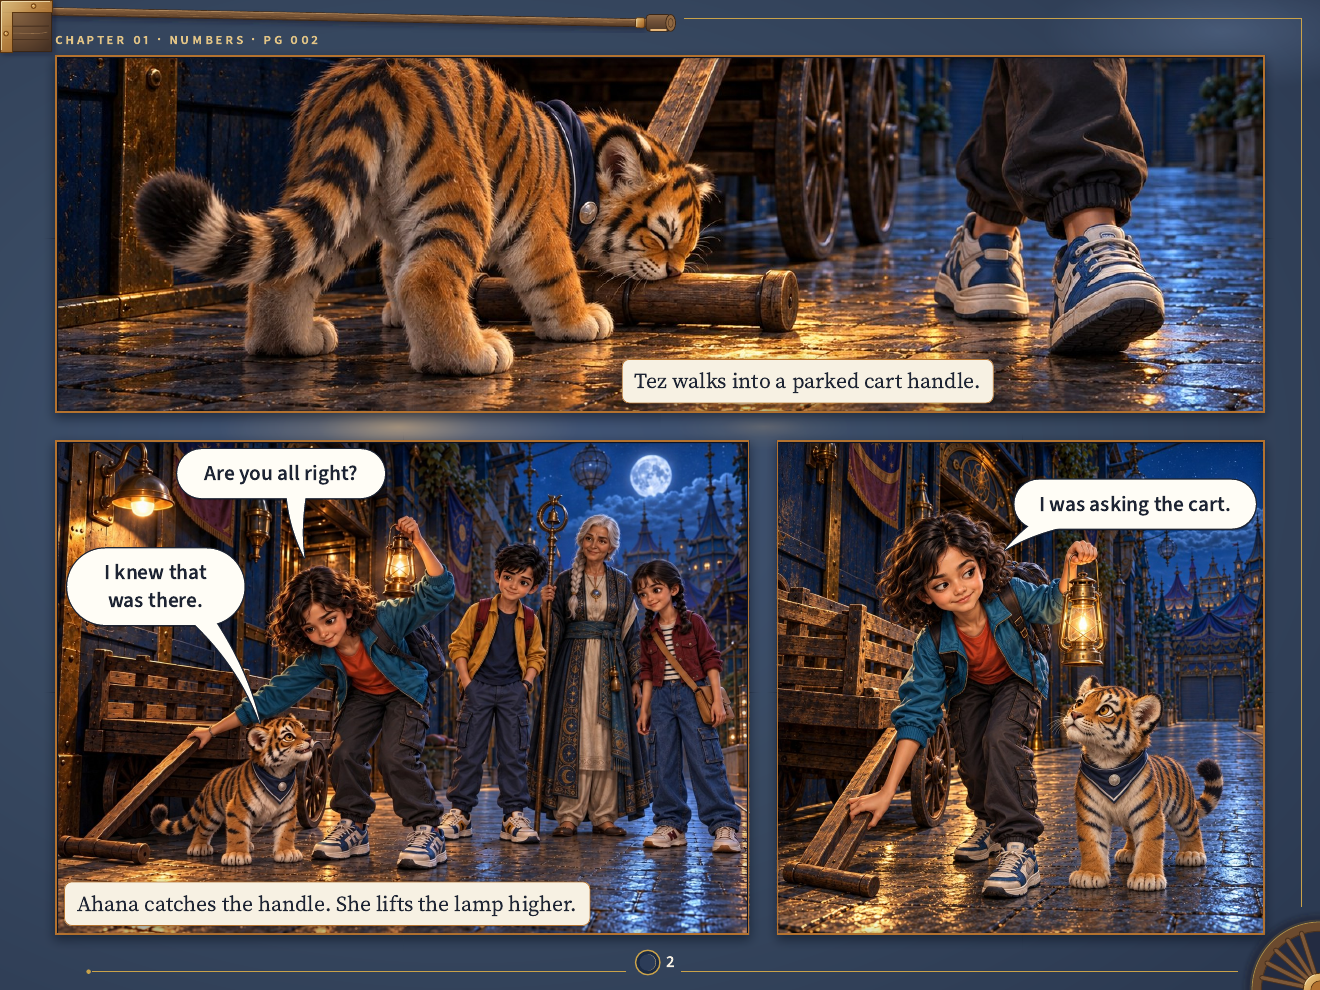 CHAPTER 01 · NUMBERS · PG 002
Tez walks into a parked cart handle.
Are you all right?
I knew that
was there.
Ahana catches the handle. She lifts the lamp higher.
I was asking the cart.
2